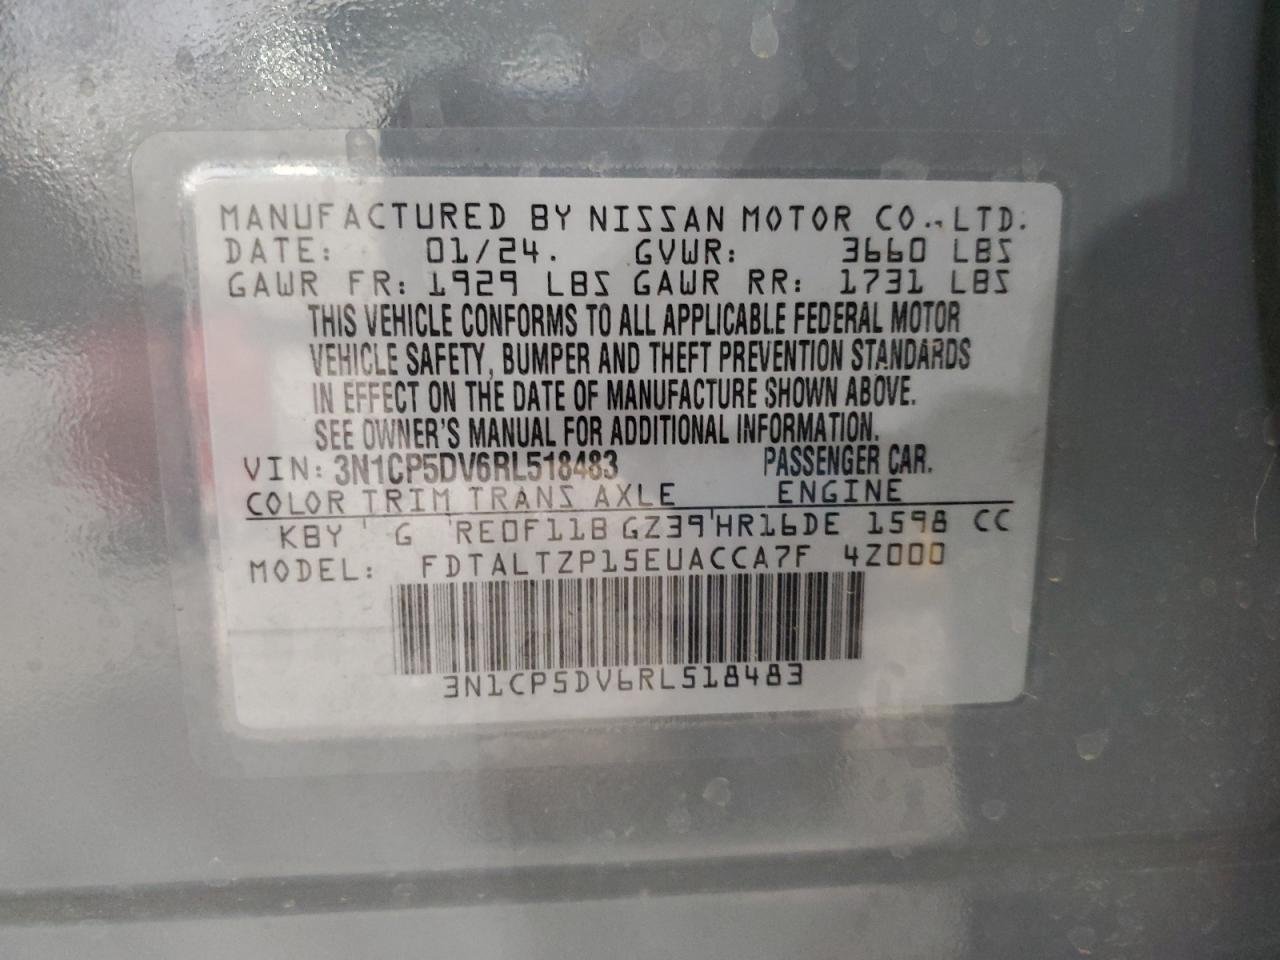 MANUFACTURED BY NISSAN MOTOR CO., LTD.
DATE: 01/24. GVWR: 3660 LBS
GAWR FR: 1929 LBS GAWR RR: 1731 LBS
THIS VEHICLE CONFORMS TO ALL APPLICABLE FEDERAL MOTOR
VEHICLE SAFETY, BUMPER AND THEFT PREVENTION STANDARDS
IN EFFECT ON THE DATE OF MANUFACTURE SHOWN ABOVE.
SEE OWNER'S MANUAL FOR ADDITIONAL INFORMATION.
VIN: 3N1CP5DV6RL518483 PASSENGER CAR.
COLOR TRIM TRANS AXLE ENGINE
KBY G RE0F11B GZ39 HR16DE 1598 CC
MODEL: FDTALTZP15EUACCA7F 4Z000
3N1CP5DV6RL518483